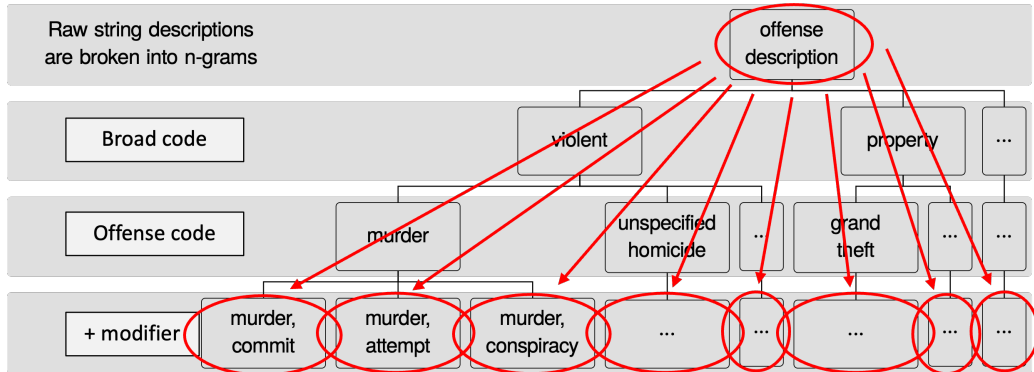 Raw string descriptions
are broken into n-grams
offense
description
Broad code
violent
property
...
Offense code
murder
unspecified
homicide
...
grand
theft
...
...
+ modifier
murder,
commit
murder,
attempt
murder,
conspiracy
...
...
...
...
...